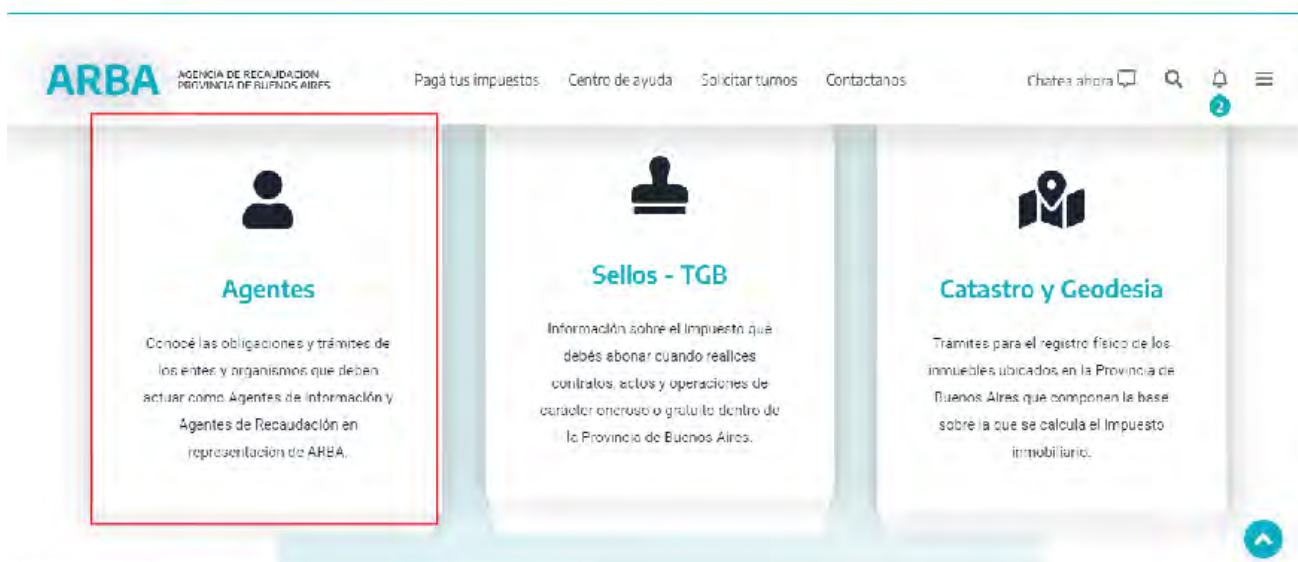 ARBA
AGENCIA DE RECAUDACIÓN
PROVINCIA DE BUENOS AIRES
Pagá tus impuestos
Centro de ayuda
Solicitar turnos
Contactanos
Chatea ahora
2
Agentes
Conocé las obligaciones y trámites de
los entes y organismos que deben
actuar como Agentes de Información y
Agentes de Recaudación en
representación de ARBA.
Sellos - TGB
Información sobre el Impuesto que
debés abonar cuando realices
contratos, actos y operaciones de
carácter oneroso o gratuito dentro de
la Provincia de Buenos Aires.
Catastro y Geodesia
Trámites para el registro físico de los
inmuebles ubicados en la Provincia de
Buenos Aires que componen la base
sobre la que se calcula el Impuesto
inmobiliario.